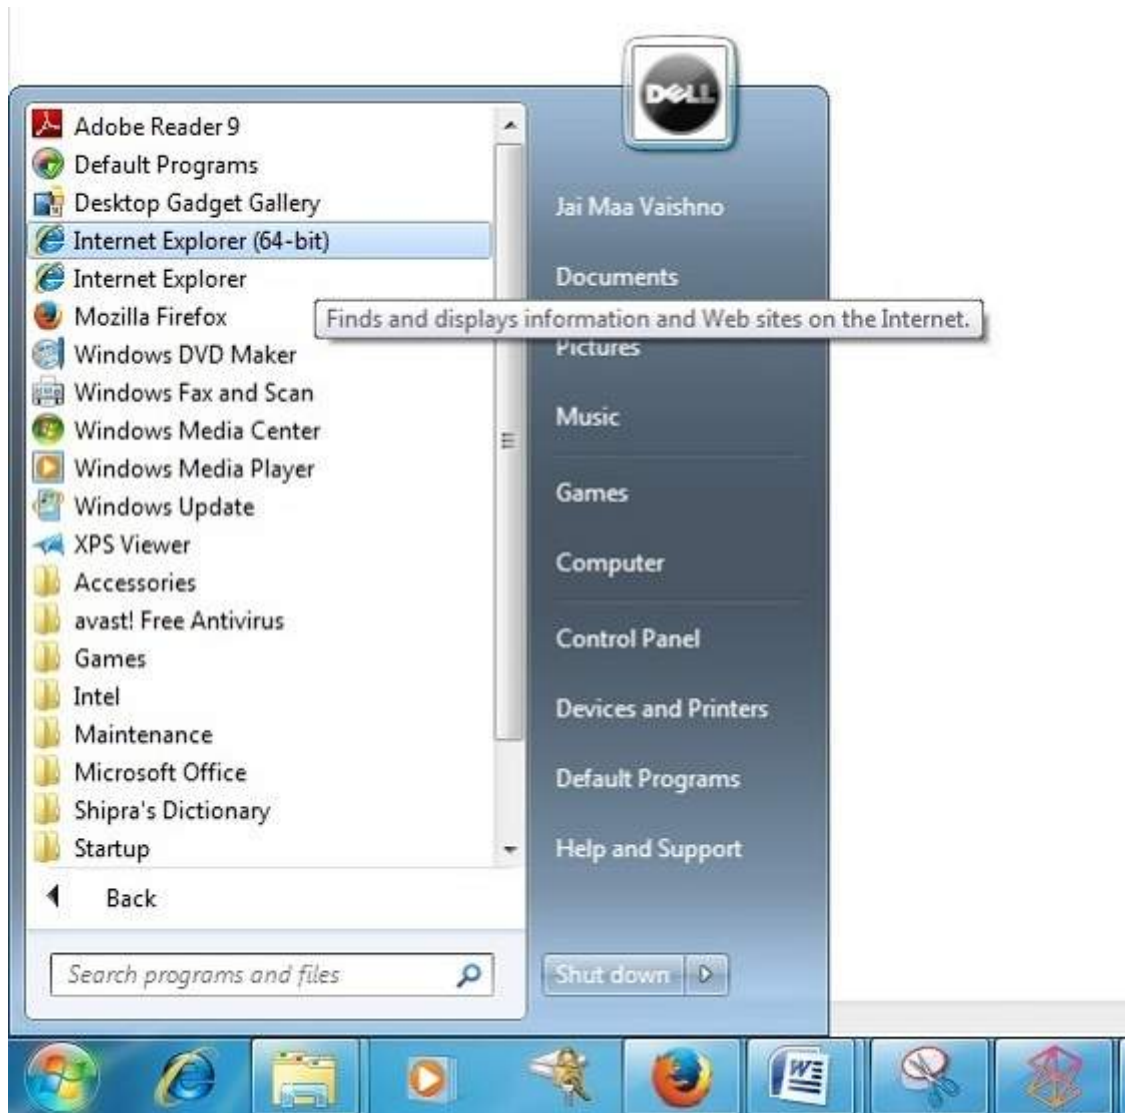 DELL
Adobe Reader 9
Default Programs
Desktop Gadget Gallery
Internet Explorer (64-bit)
Internet Explorer
Mozilla Firefox
Windows DVD Maker
Windows Fax and Scan
Windows Media Center
Windows Media Player
Windows Update
XPS Viewer
Accessories
avast! Free Antivirus
Games
Intel
Maintenance
Microsoft Office
Shipra's Dictionary
Startup
Back
Search programs and files
Jai Maa Vaishno
Documents
Finds and displays information and Web sites on the Internet.
Pictures
Music
Games
Computer
Control Panel
Devices and Printers
Default Programs
Help and Support
Shut down
W